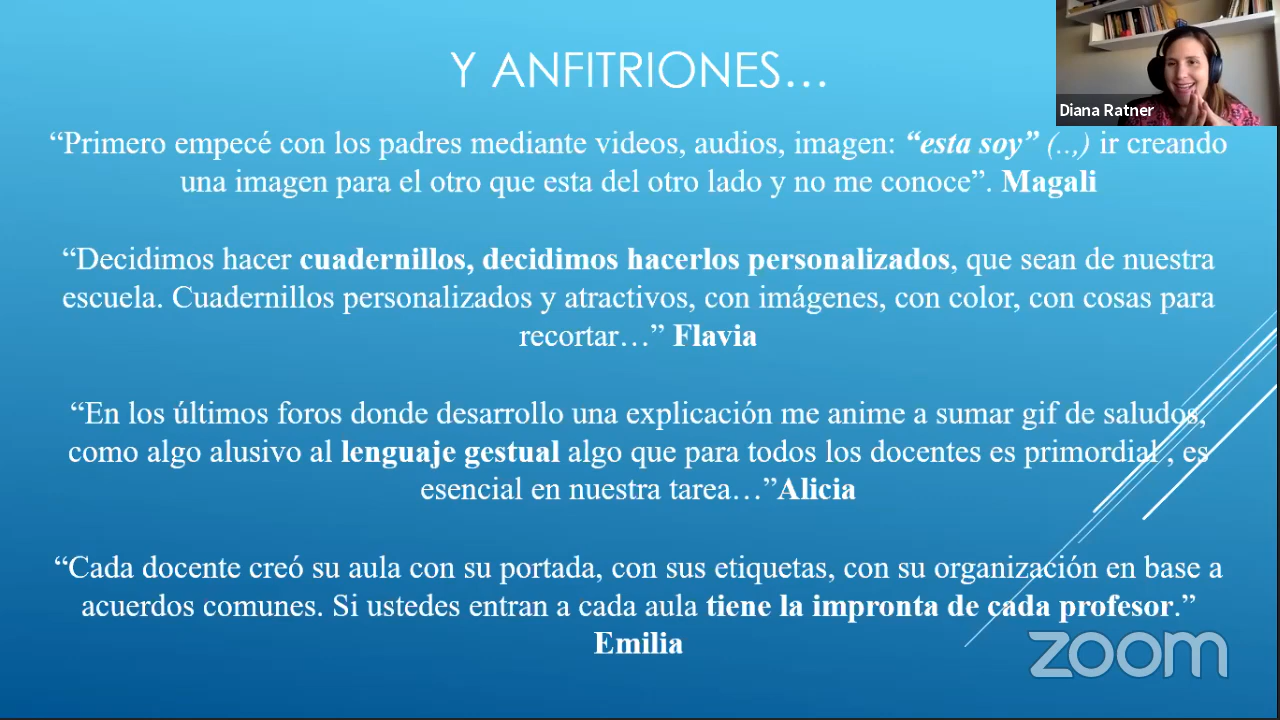 Y ANFITRIONES…
Diana Ratner
“Primero empecé con los padres mediante videos, audios, imagen: “esta soy” (..,) ir creando
una imagen para el otro que esta del otro lado y no me conoce”. Magali
“Decidimos hacer cuadernillos, decidimos hacerlos personalizados, que sean de nuestra
escuela. Cuadernillos personalizados y atractivos, con imágenes, con color, con cosas para
recortar…” Flavia
“En los últimos foros donde desarrollo una explicación me anime a sumar gif de saludos,
como algo alusivo al lenguaje gestual algo que para todos los docentes es primordial , es
esencial en nuestra tarea…”Alicia
“Cada docente creó su aula con su portada, con sus etiquetas, con su organización en base a
acuerdos comunes. Si ustedes entran a cada aula tiene la impronta de cada profesor.”
Emilia
zoom